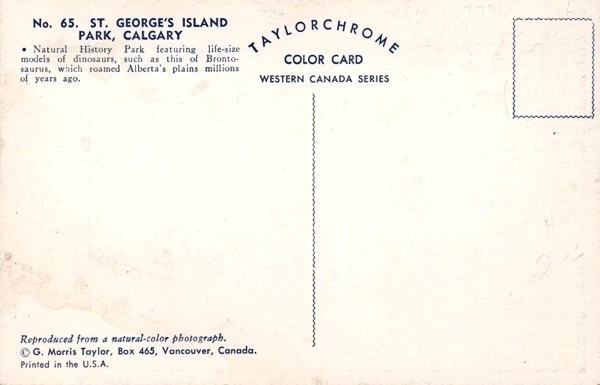 No. 65. ST. GEORGE'S ISLAND
PARK, CALGARY
• Natural History Park featuring life-size
models of dinosaurs, such as this of Bronto-
saurus, which roamed Alberta's plains millions
of years ago.
TAYLORCHROME
COLOR CARD
WESTERN CANADA SERIES
Reproduced from a natural-color photograph.
© G. Morris Taylor, Box 465, Vancouver, Canada.
Printed in the U.S.A.